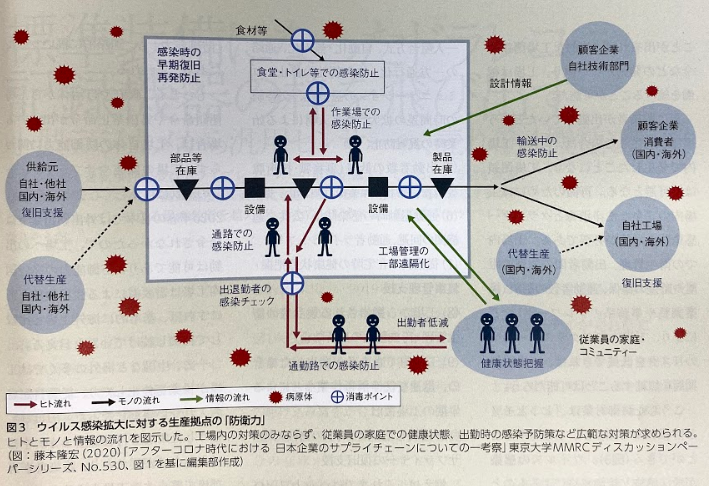 食材等
感染時の
早期復旧
再発防止
食堂・トイレ等での感染防止
作業場での
感染防止
顧客企業
自社技術部門
設計情報
輸送中の
感染防止
顧客企業
消費者
(国内・海外)
供給元
自社・他社
国内・海外
復旧支援
部品等
在庫
設備
設備
製品
在庫
通路での
感染防止
工場管理の
一部遠隔化
代替生産
(国内・海外)
自社工場
(国内・海外)
復旧支援
代替生産
自社・他社
国内・海外
出退勤者の
感染チェック
出勤者低減
通勤路での感染防止
健康状態把握
従業員の家庭・
コミュニティー
ヒト流れ
モノの流れ
情報の流れ
病原体
消毒ポイント
図3 ウイルス感染拡大に対する生産拠点の「防衛力」
ヒトとモノと情報の流れを図示した。工場内の対策のみならず、従業員の家庭での健康状態、出勤時の感染予防策など広範な対策が求められる。
(図:藤本隆宏(2020)「アフターコロナ時代における 日本企業のサプライチェーンについての一考察」東京大学MMRCディスカッションペー
パーシリーズ、No.530、図1を基に編集部作成)